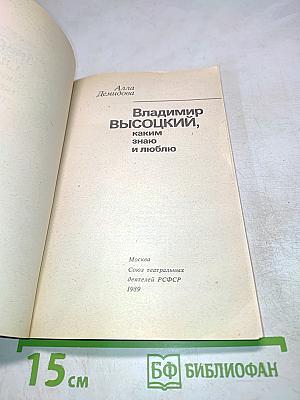 Алла
Демидова
Владимир
ВЫСОЦКИЙ,
каким
знаю
и люблю
Москва
Союз театральных
деятелей РСФСР
1989
15 см
БФ БИБЛИОФАН